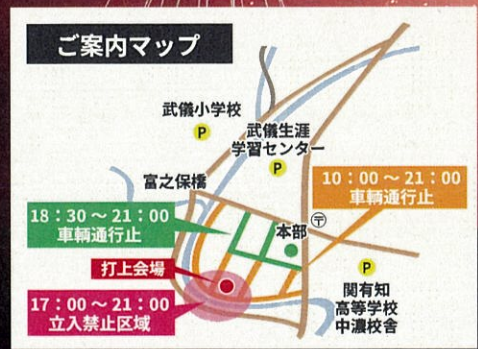 ご案内マップ
武儀小学校
P
武儀生涯
学習センター
P
富之保橋
10：00～21：00
車輌通行止
18：30～21：00
車輌通行止
本部
〒
打上会場
P
関有知
高等学校
中濃校舎
17：00～21：00
立入禁止区域